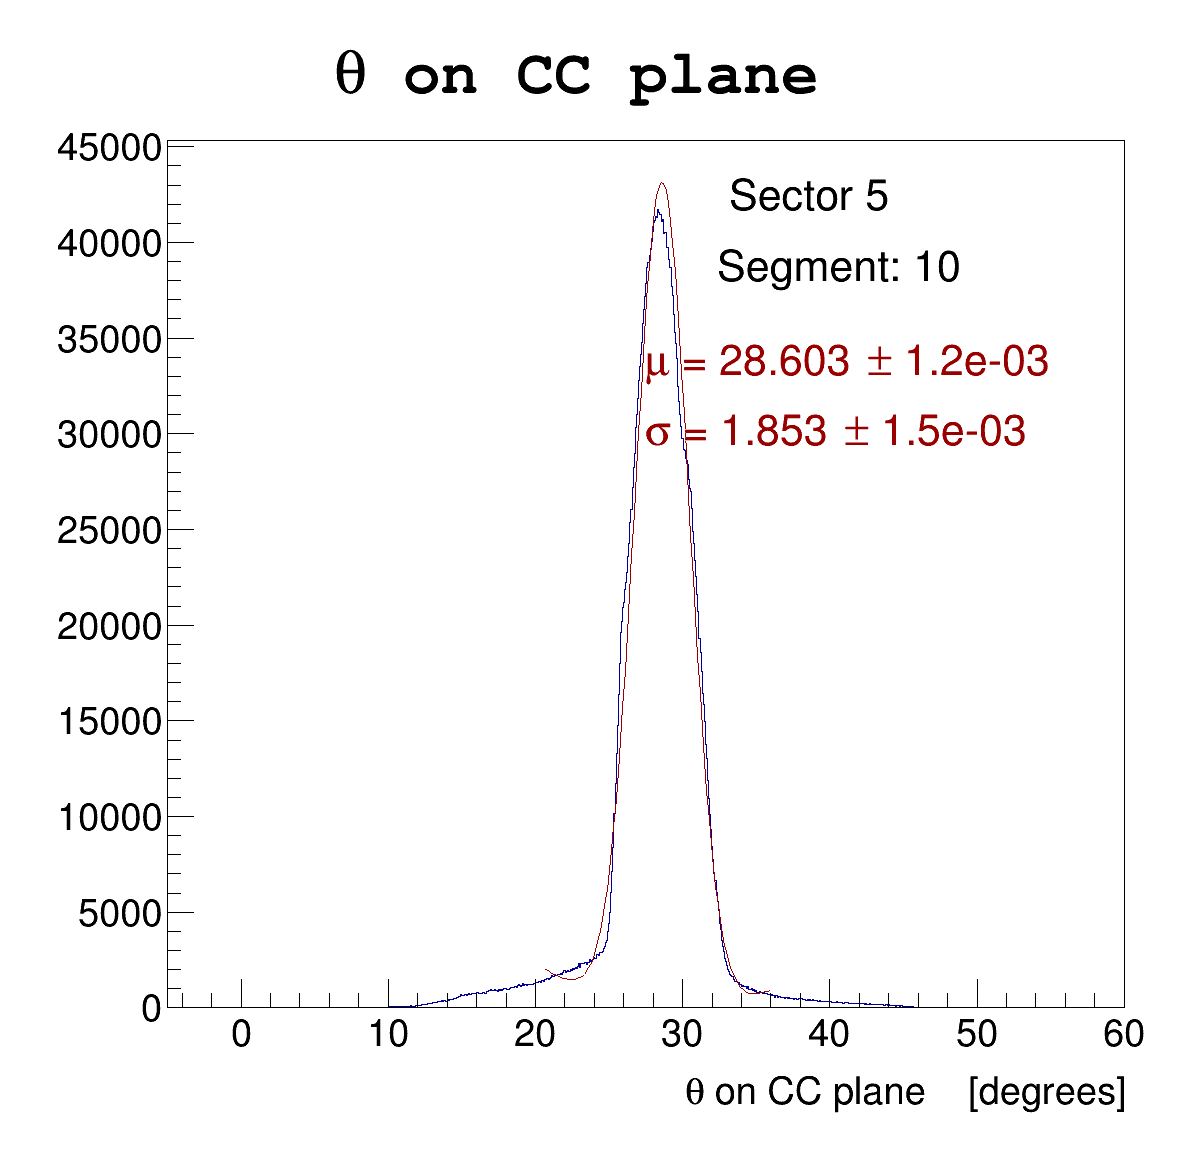 θ on CC plane
45000
40000
35000
30000
25000
20000
15000
10000
5000
0
Sector 5
Segment: 10
μ = 28.603 ± 1.2e-03
σ = 1.853 ± 1.5e-03
0 10 20 30 40 50 60
θ on CC plane [degrees]